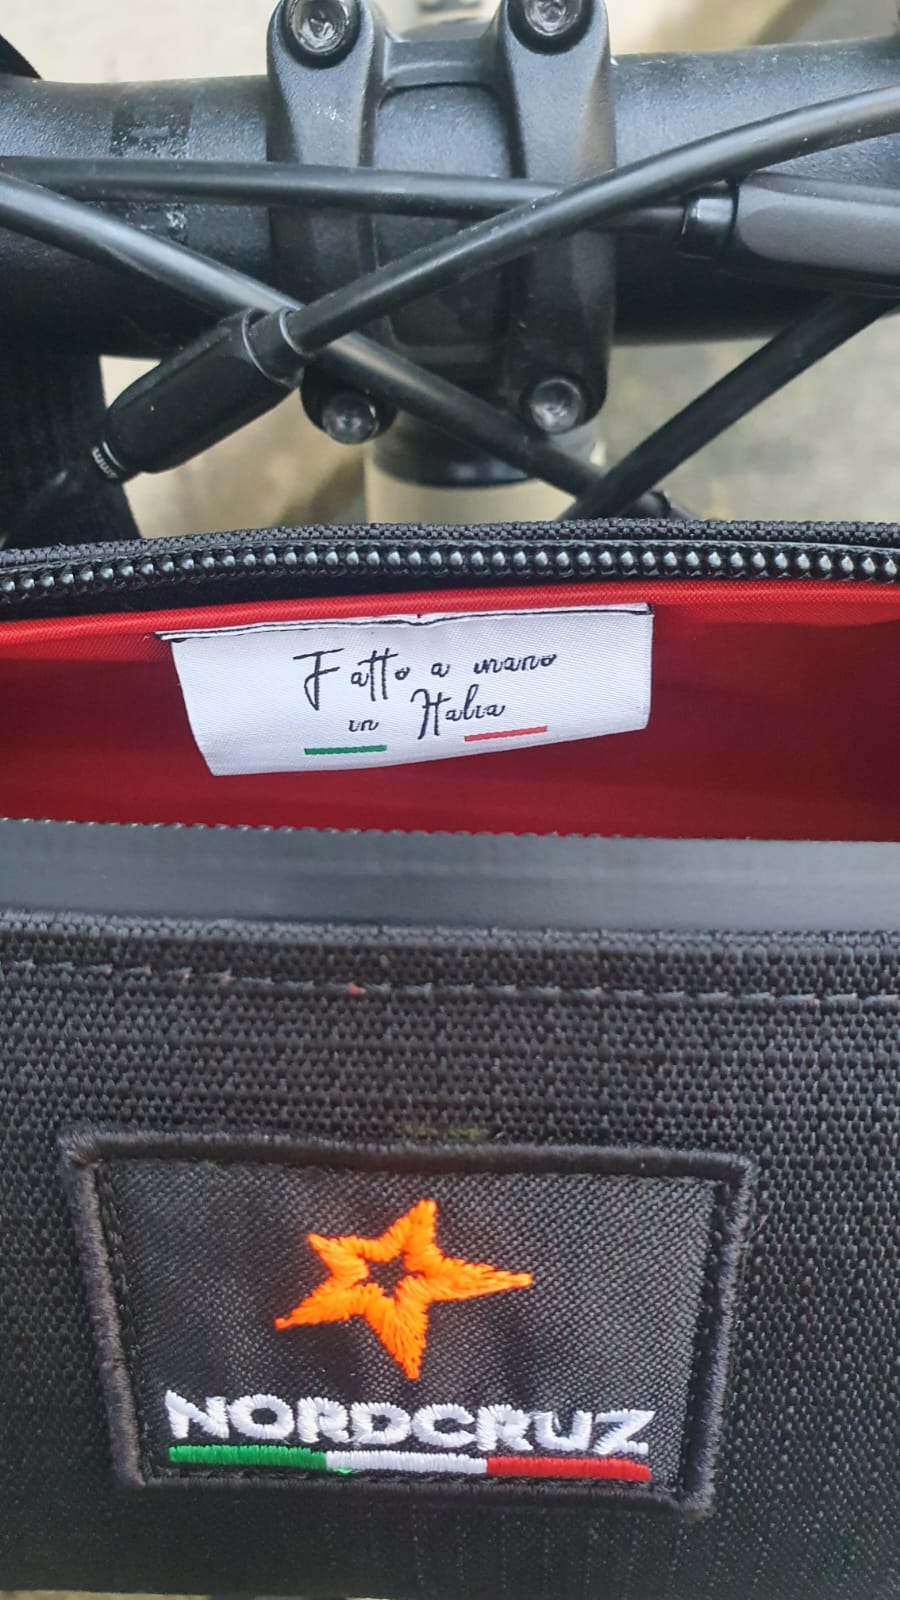 Fatto a mano
in Italia
NORDCRUZ